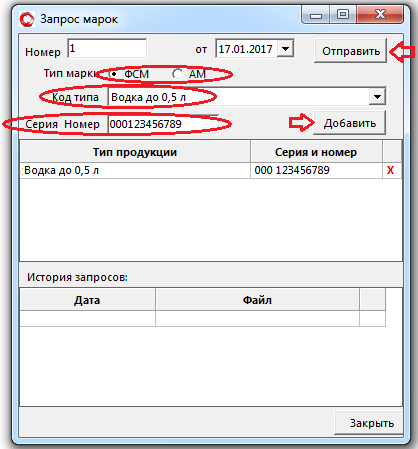 Запрос марок
Номер 1 от 17.01.2017 Отправить
Тип марки ФСМ АМ
Код типа Водка до 0,5 л
Серия Номер 000123456789 Добавить
Тип продукции Серия и номер
Водка до 0,5 л 000 123456789 X
История запросов:
Дата Файл
Закрыть